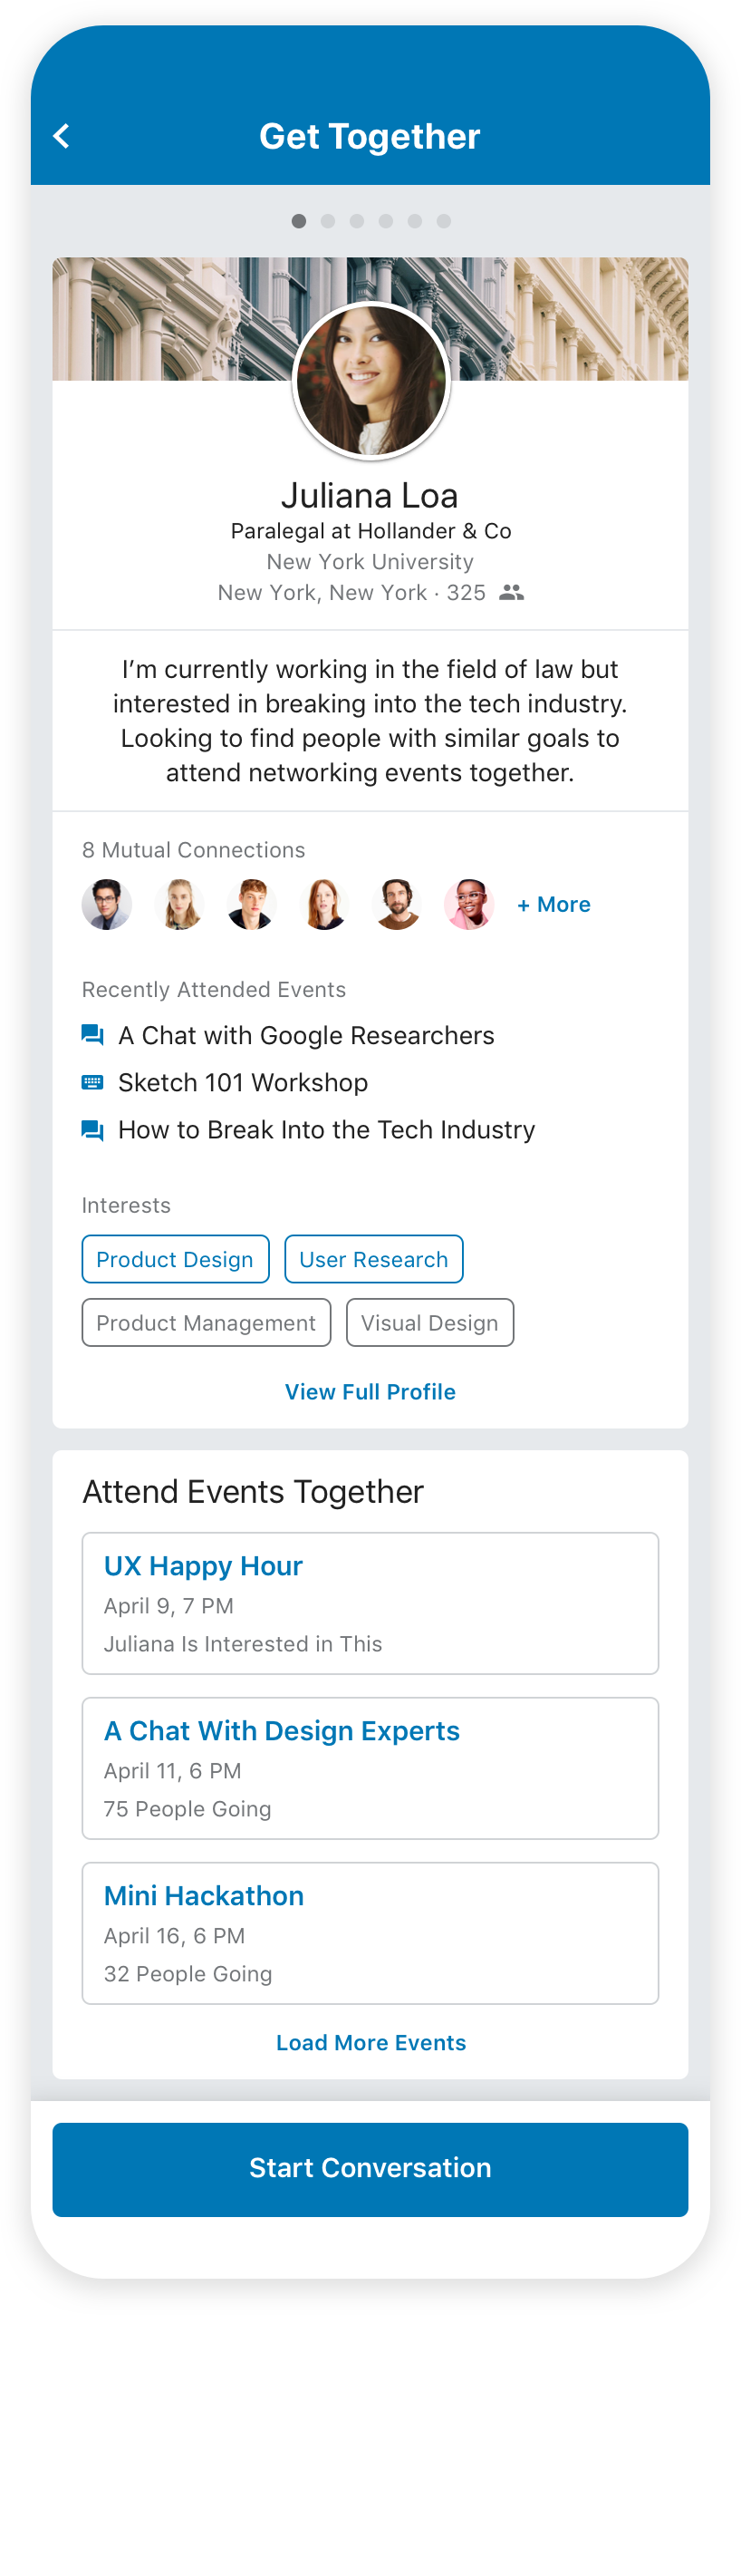 Get Together
Juliana Loa
Paralegal at Hollander & Co
New York University
New York, New York · 325
I’m currently working in the field of law but
interested in breaking into the tech industry.
Looking to find people with similar goals to
attend networking events together.
8 Mutual Connections
+ More
Recently Attended Events
A Chat with Google Researchers
Sketch 101 Workshop
How to Break Into the Tech Industry
Interests
Product Design User Research
Product Management Visual Design
View Full Profile
Attend Events Together
UX Happy Hour
April 9, 7 PM
Juliana Is Interested in This
A Chat With Design Experts
April 11, 6 PM
75 People Going
Mini Hackathon
April 16, 6 PM
32 People Going
Load More Events
Start Conversation